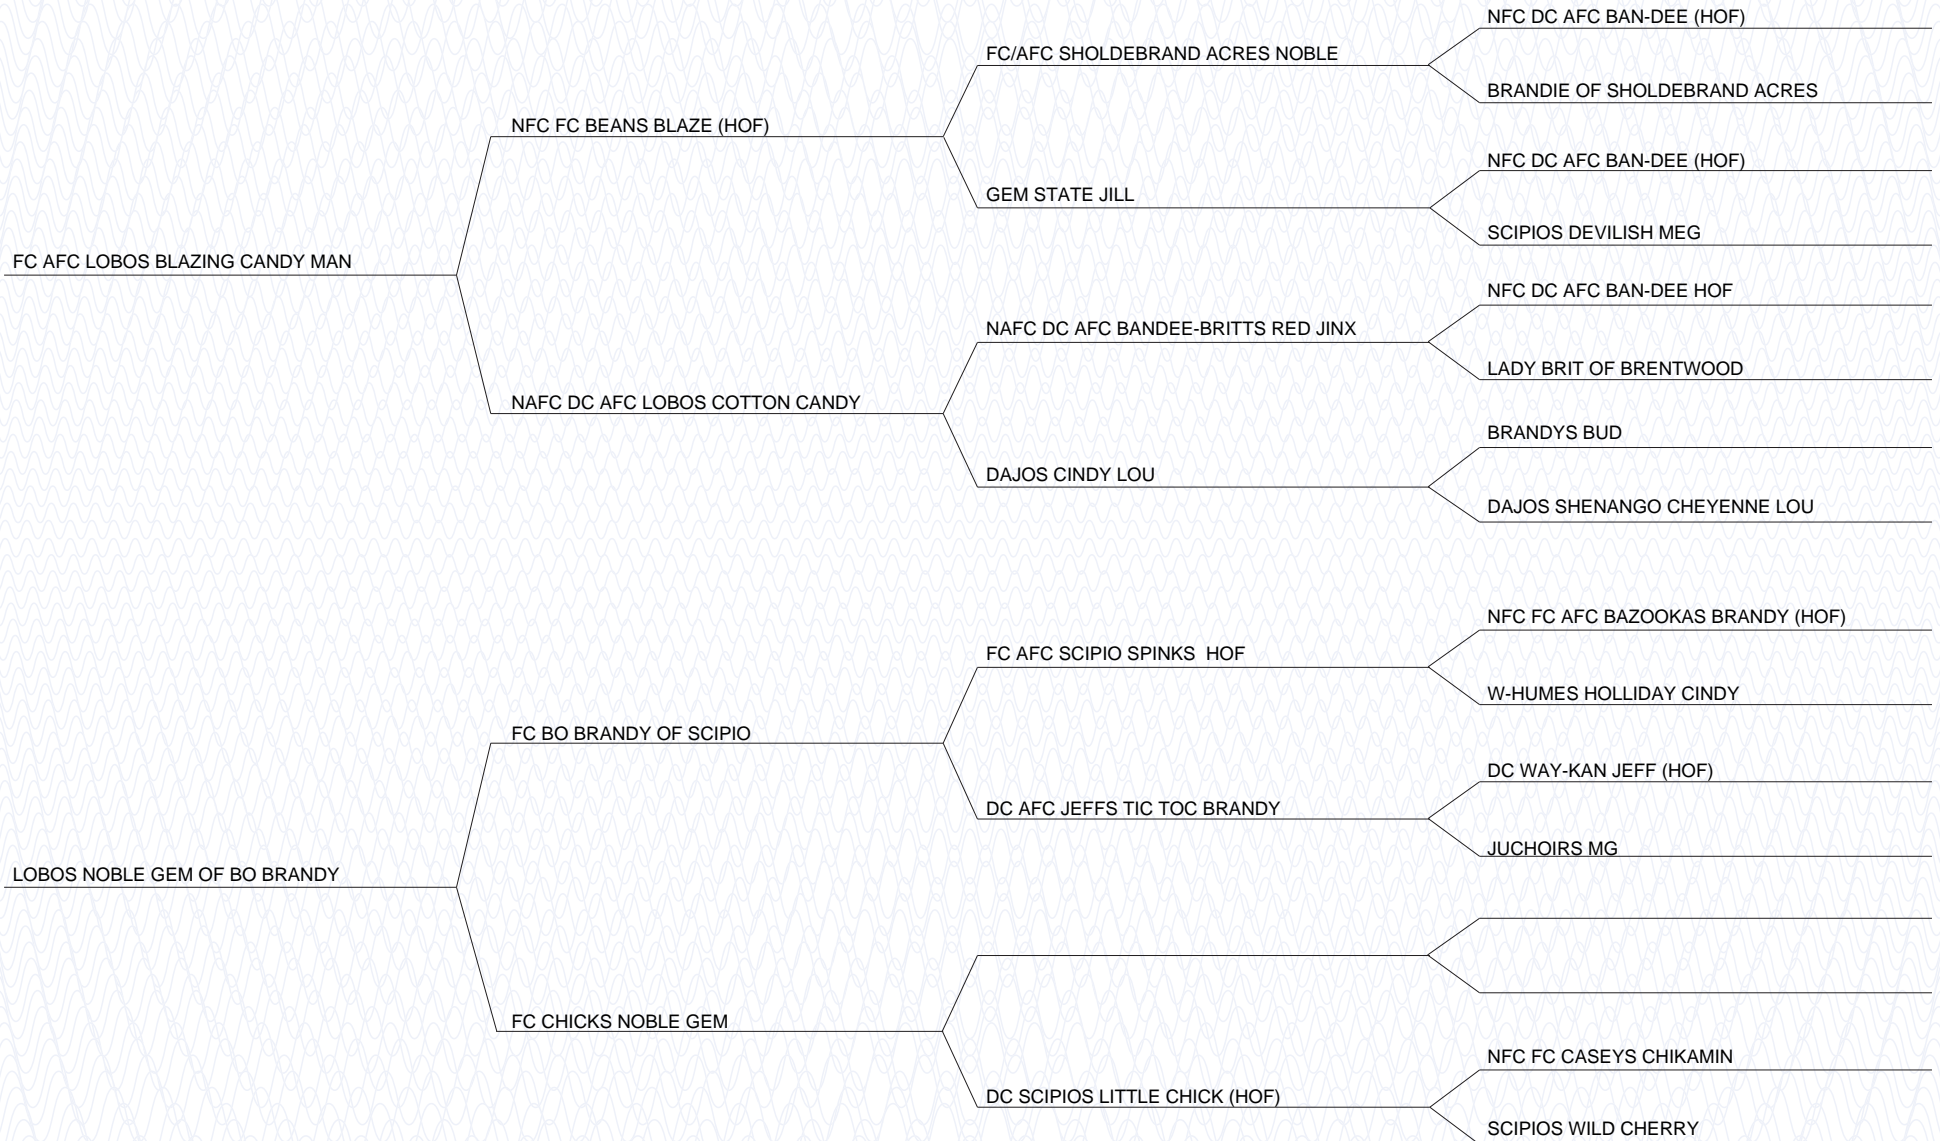 NFC DC AFC BAN-DEE (HOF)
FC/AFC SHOLDEBRAND ACRES NOBLE
BRANDIE OF SHOLDEBRAND ACRES
NFC FC BEANS BLAZE (HOF)
NFC DC AFC BAN-DEE (HOF)
GEM STATE JILL
SCIPIOS DEVILISH MEG
FC AFC LOBOS BLAZING CANDY MAN
NFC DC AFC BAN-DEE HOF
NAFC DC AFC BANDEE-BRITTS RED JINX
LADY BRIT OF BRENTWOOD
NAFC DC AFC LOBOS COTTON CANDY
BRANDYS BUD
DAJOS CINDY LOU
DAJOS SHENANGO CHEYENNE LOU
NFC FC AFC BAZOOKAS BRANDY (HOF)
FC AFC SCIPIO SPINKS  HOF
W-HUMES HOLLIDAY CINDY
FC BO BRANDY OF SCIPIO
DC WAY-KAN JEFF (HOF)
DC AFC JEFFS TIC TOC BRANDY
JUCHOIRS MG
LOBOS NOBLE GEM OF BO BRANDY
FC CHICKS NOBLE GEM
NFC FC CASEYS CHIKAMIN
DC SCIPIOS LITTLE CHICK (HOF)
SCIPIOS WILD CHERRY